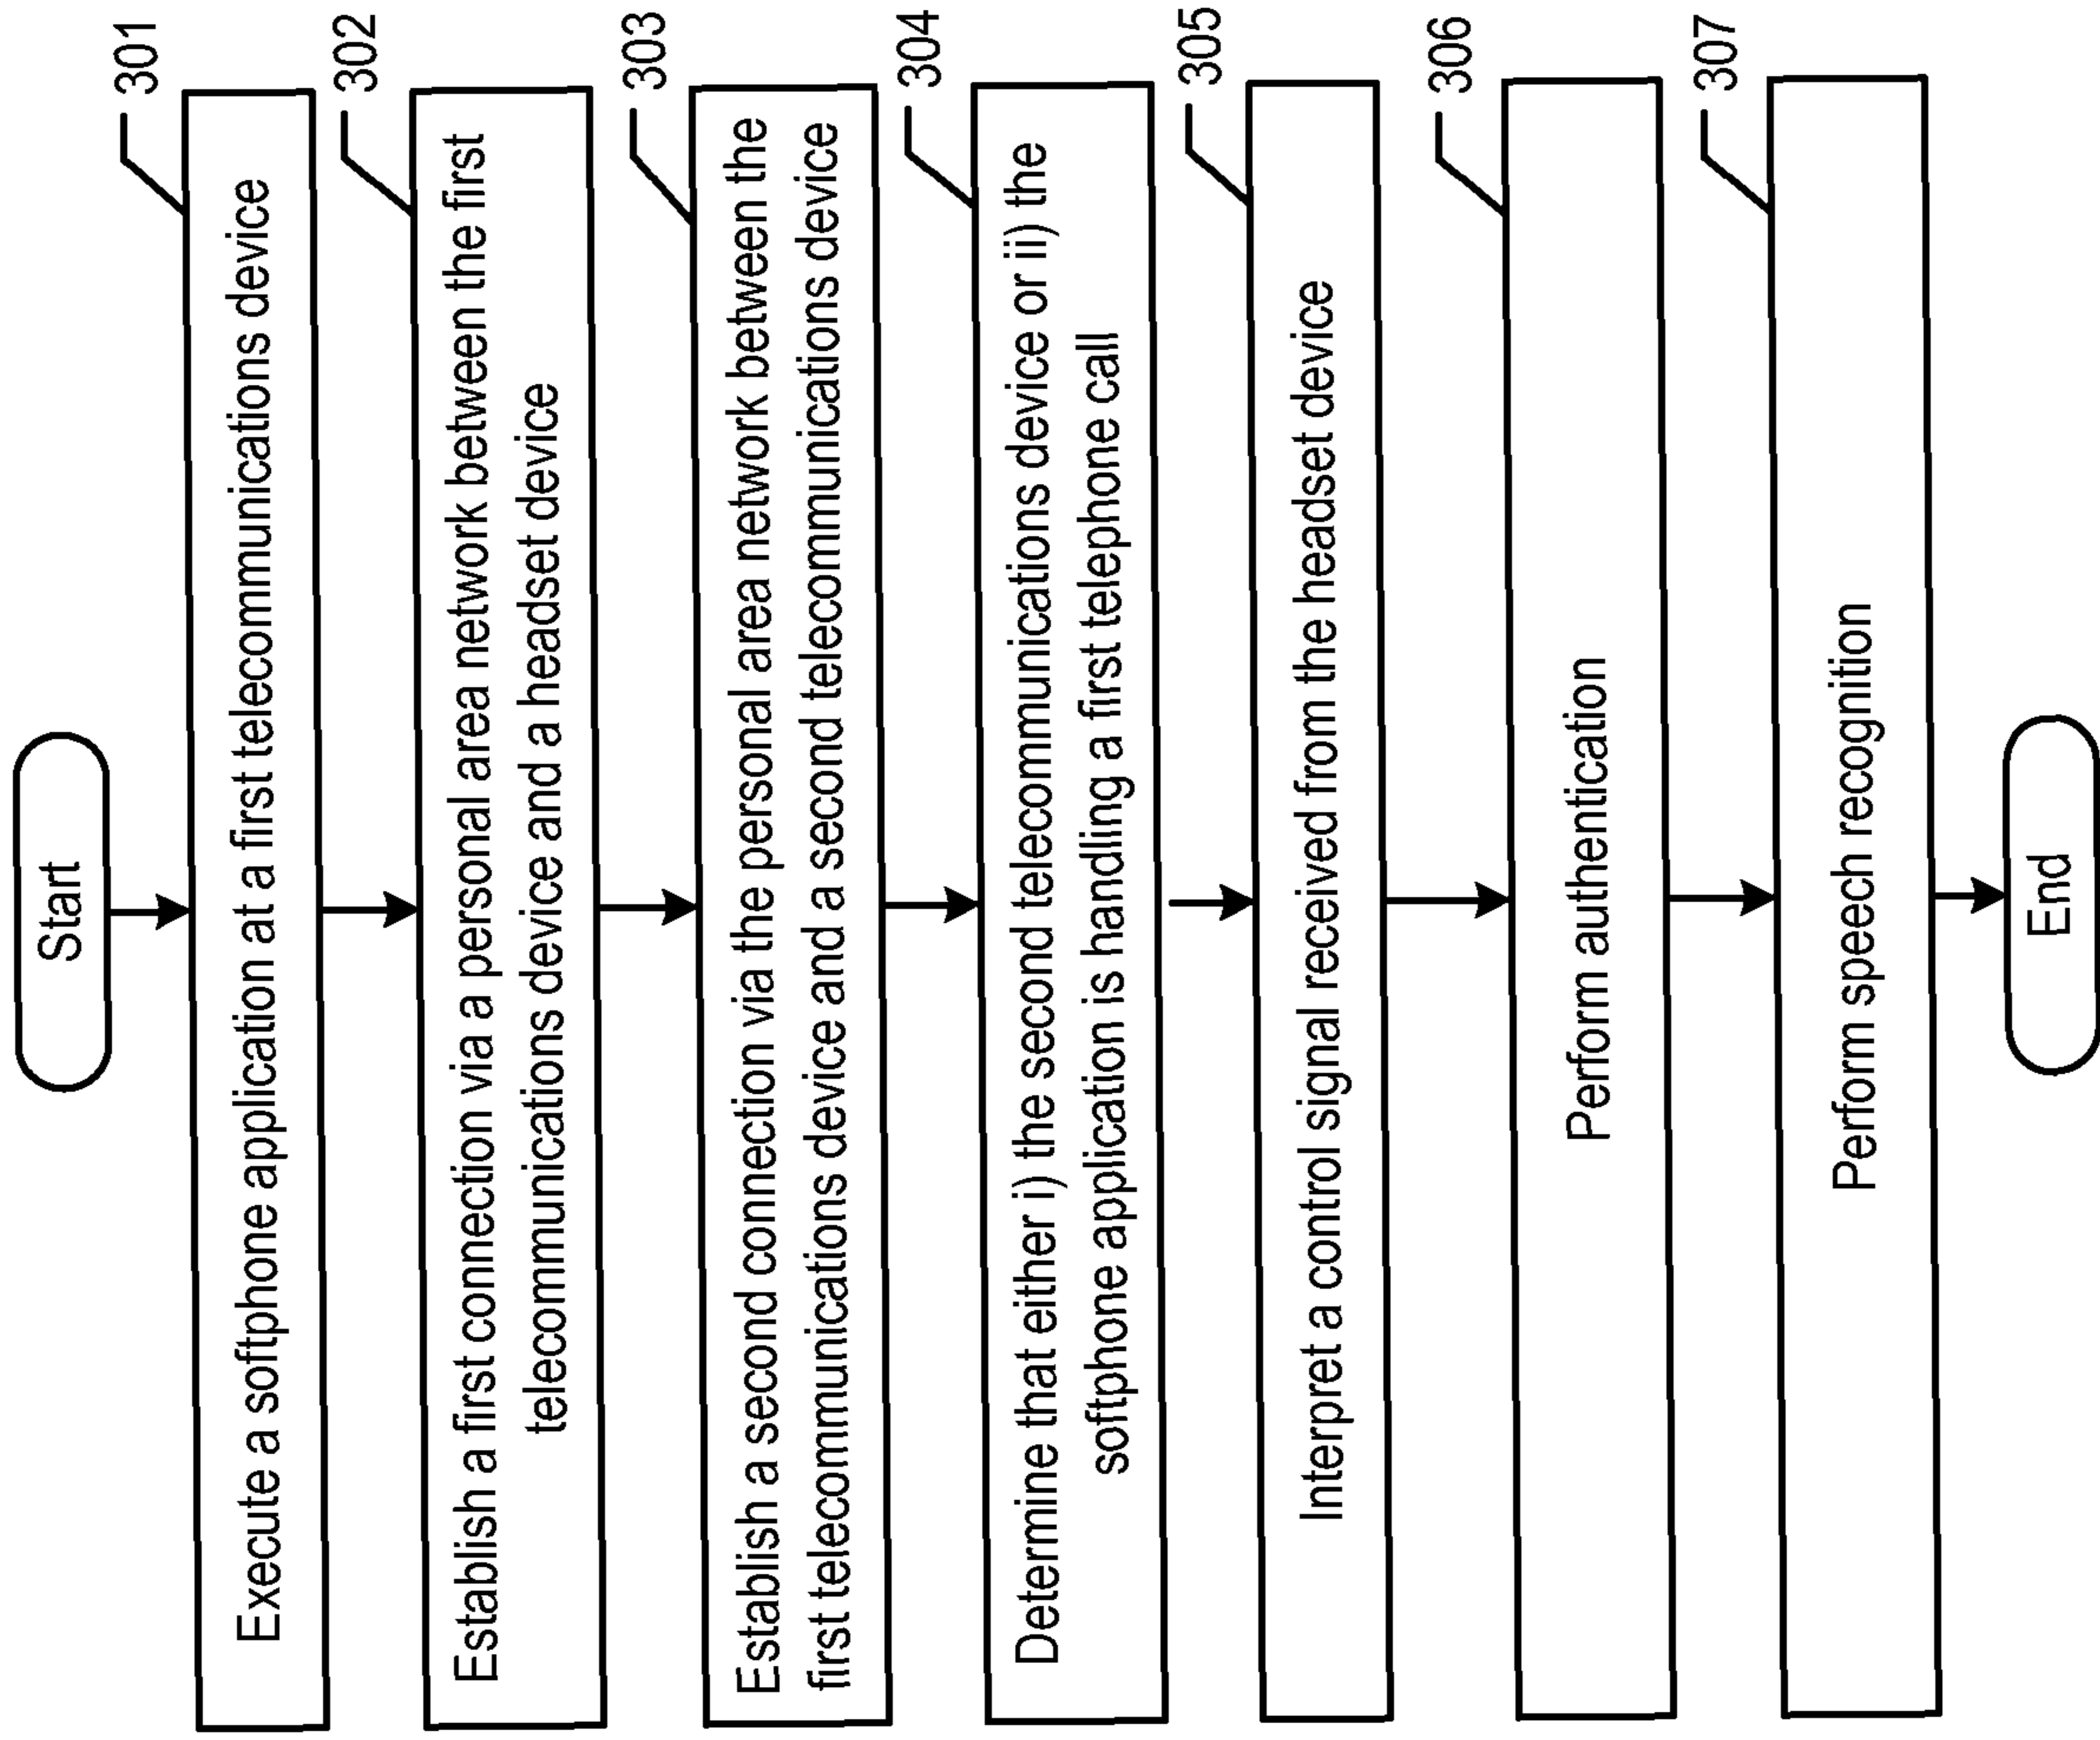 Start
301
Execute a softphone application at a first telecommunications device
302
Establish a first connection via a personal area network between the first
telecommunications device and a headset device
303
Establish a second connection via the personal area network between the
first telecommunications device and a second telecommunications device
304
Determine that either i) the second telecommunications device or ii) the
softphone application is handling a first telephone call
305
Interpret a control signal received from the headset device
306
Perform authentication
307
Perform speech recognition
End